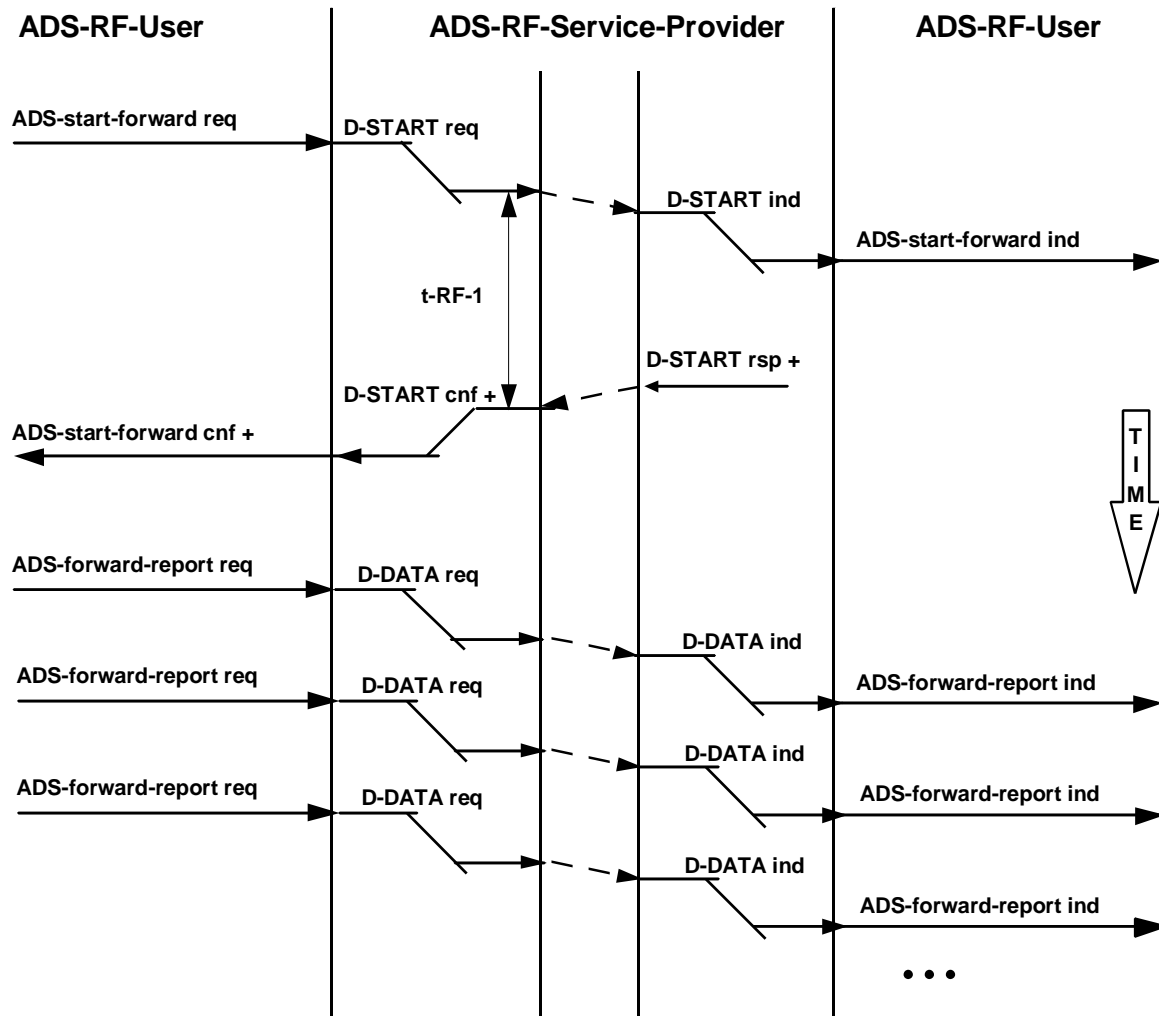 ADS-RF-User ADS-RF-Service-Provider ADS-RF-User
ADS-start-forward req
D-START req
D-START ind
ADS-start-forward ind
t-RF-1
D-START rsp +
D-START cnf +
ADS-start-forward cnf +
TIME
ADS-forward-report req
D-DATA req
D-DATA ind
ADS-forward-report req
D-DATA req
ADS-forward-report ind
D-DATA ind
ADS-forward-report req
D-DATA req
ADS-forward-report ind
D-DATA ind
ADS-forward-report ind
• • •